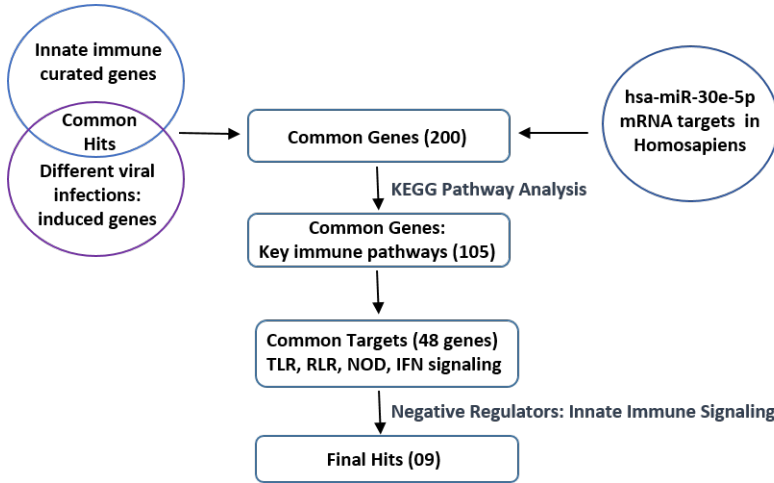 Innate immune
curated genes
Common
Hits
Different viral
infections:
induced genes
Common Genes (200)
hsa-miR-30e-5p
mRNA targets in
Homosapiens
KEGG Pathway Analysis
Common Genes:
Key immune pathways (105)
Common Targets (48 genes)
TLR, RLR, NOD, IFN signaling
Negative Regulators: Innate Immune Signaling
Final Hits (09)